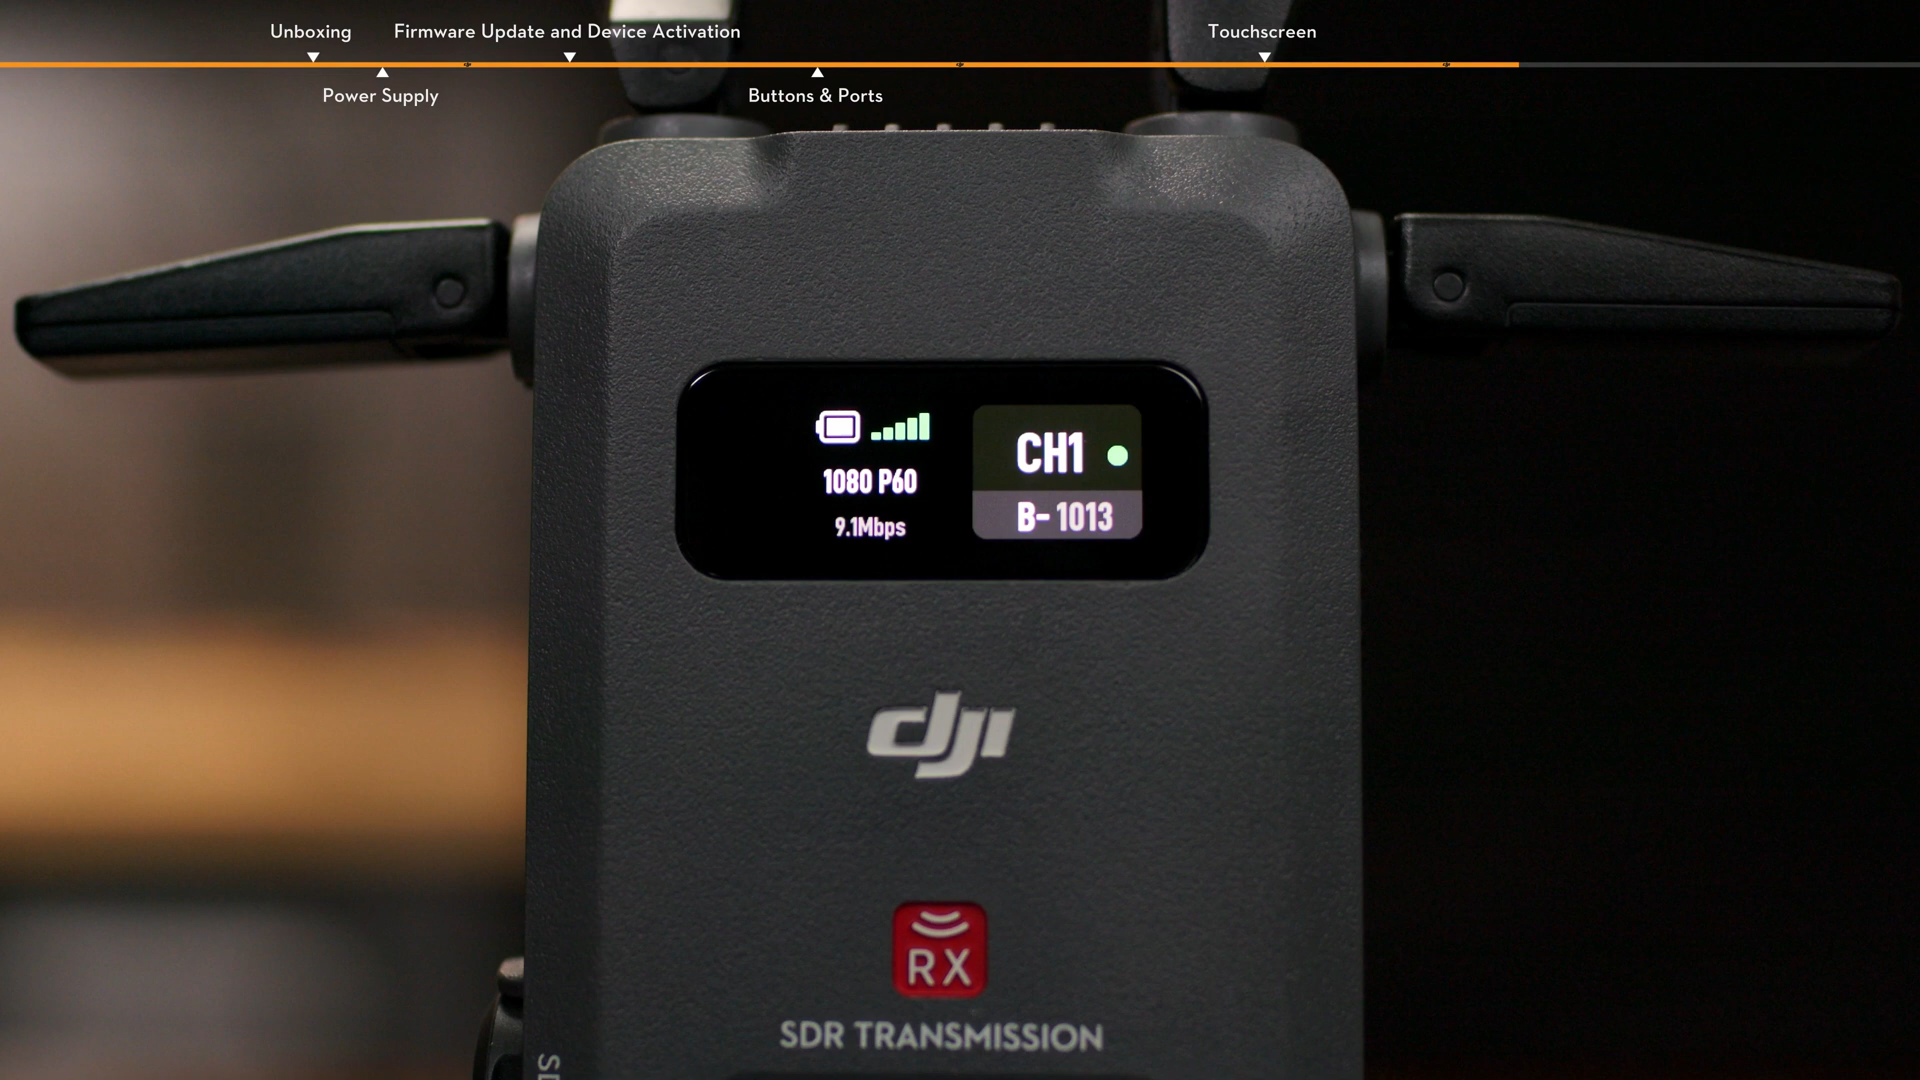 Unboxing
Firmware Update and Device Activation
Touchscreen
Power Supply
Buttons & Ports
1080 P60
9.1Mbps
CH1
B- 1013
dji
RX
SDR TRANSMISSION